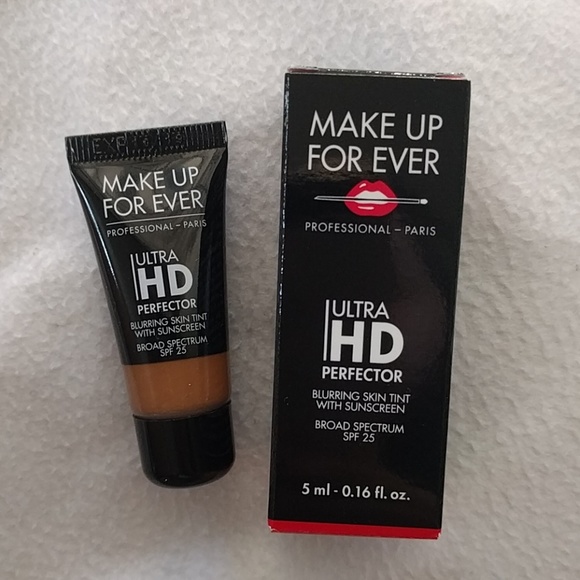 MAKE UP
FOR EVER
PROFESSIONAL – PARIS
ULTRA
HD
PERFECTOR
BLURRING SKIN TINT
WITH SUNSCREEN
BROAD SPECTRUM
SPF 25
MAKE UP
FOR EVER
PROFESSIONAL – PARIS
ULTRA
HD
PERFECTOR
BLURRING SKIN TINT
WITH SUNSCREEN
BROAD SPECTRUM
SPF 25
5 ml - 0.16 fl. oz.